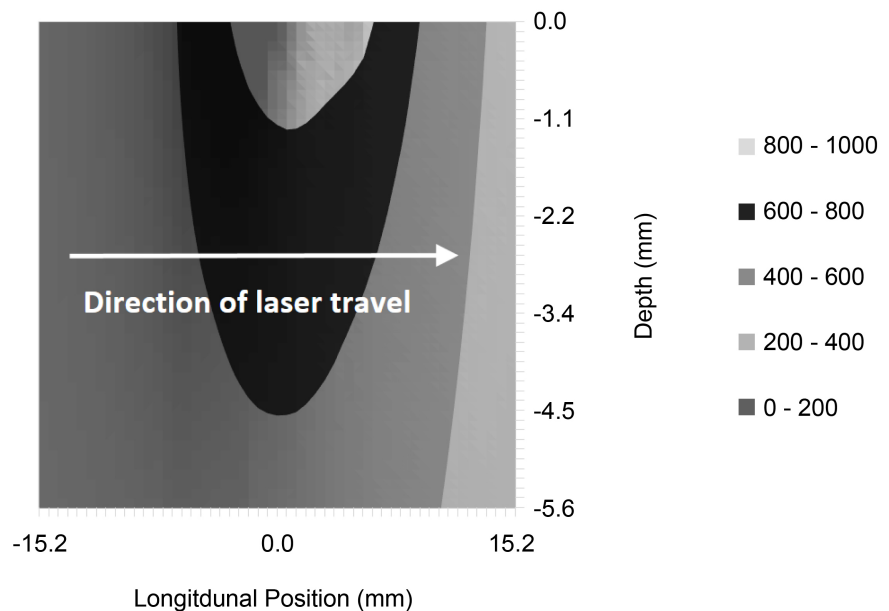 0.0
-1.1
-2.2
-3.4
-4.5
-5.6
Depth (mm)
800 - 1000
600 - 800
400 - 600
200 - 400
0 - 200
Direction of laser travel
-15.2
0.0
15.2
Longitdunal Position (mm)